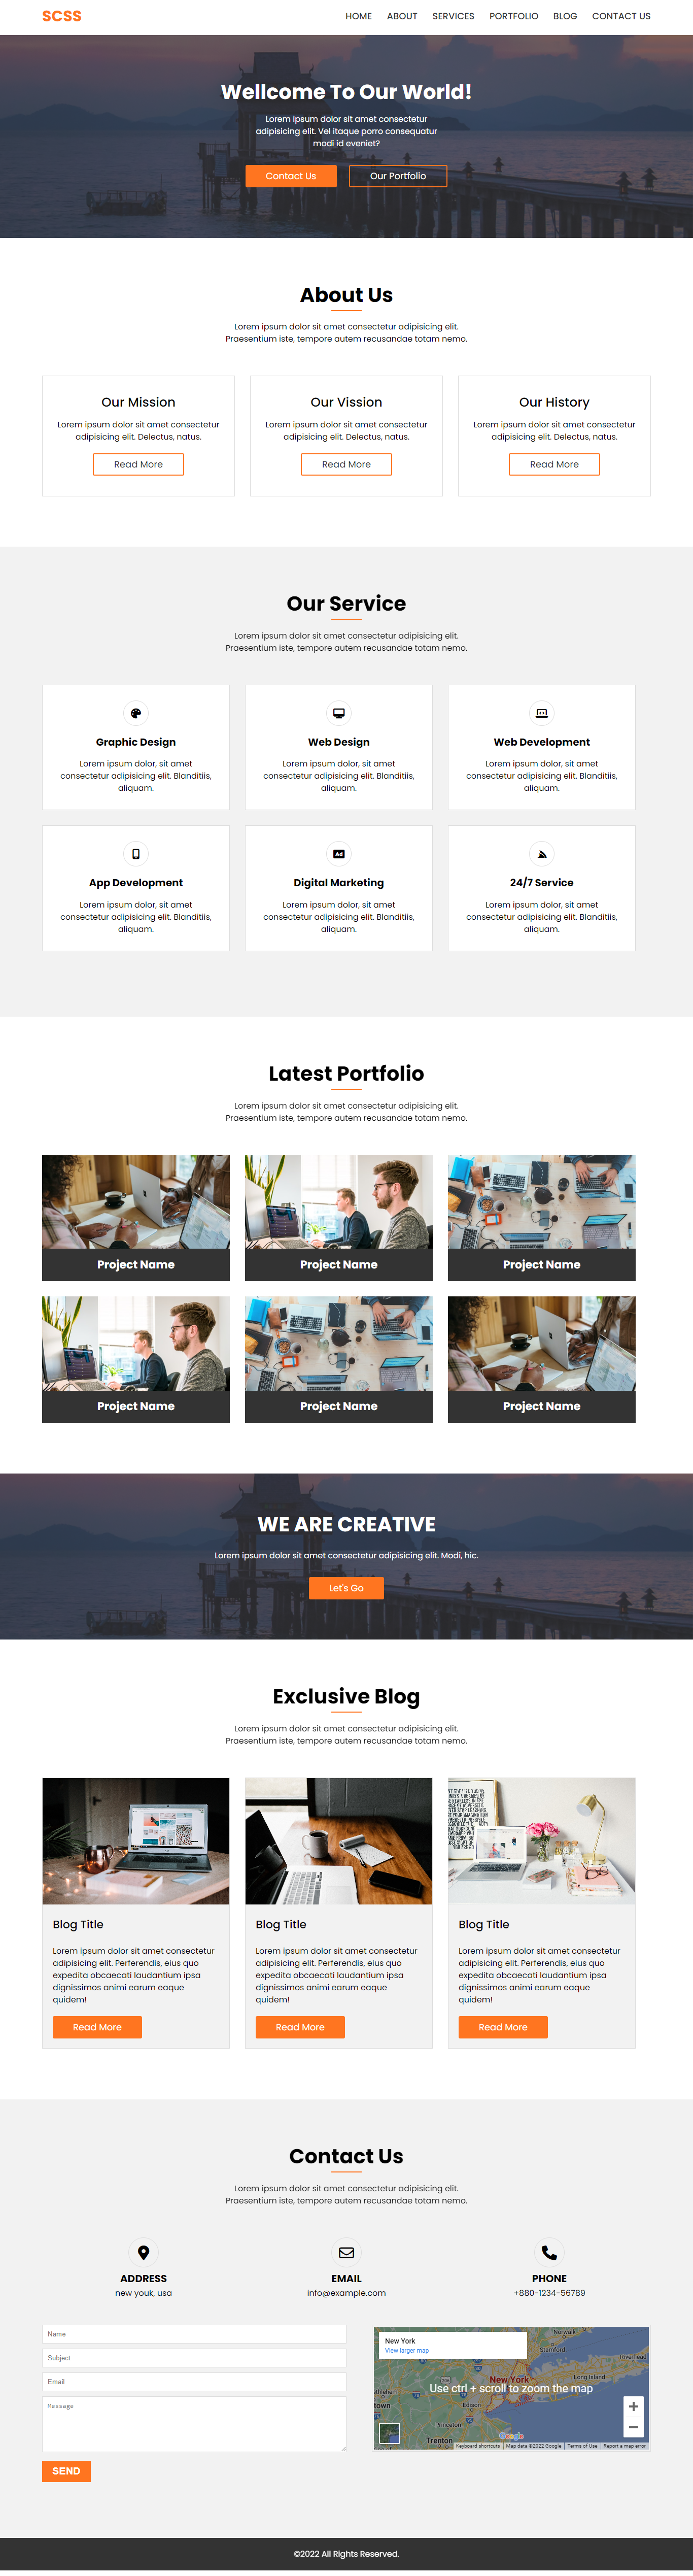 SCSS
HOME ABOUT SERVICES PORTFOLIO BLOG CONTACT US
Wellcome To Our World!
Lorem ipsum dolor sit amet consectetur
adipisicing elit. Vel itaque porro consequatur
modi id eveniet?
Contact Us
Our Portfolio
About Us
Lorem ipsum dolor sit amet consectetur adipisicing elit.
Praesentium iste, tempore autem recusandae totam nemo.
Our Mission
Lorem ipsum dolor sit amet consectetur
adipisicing elit. Delectus, natus.
Read More
Our Vission
Lorem ipsum dolor sit amet consectetur
adipisicing elit. Delectus, natus.
Read More
Our History
Lorem ipsum dolor sit amet consectetur
adipisicing elit. Delectus, natus.
Read More
Our Service
Lorem ipsum dolor sit amet consectetur adipisicing elit.
Praesentium iste, tempore autem recusandae totam nemo.
Graphic Design
Lorem ipsum dolor, sit amet
consectetur adipisicing elit. Blanditiis,
aliquam.
Web Design
Lorem ipsum dolor, sit amet
consectetur adipisicing elit. Blanditiis,
aliquam.
Web Development
Lorem ipsum dolor, sit amet
consectetur adipisicing elit. Blanditiis,
aliquam.
App Development
Lorem ipsum dolor, sit amet
consectetur adipisicing elit. Blanditiis,
aliquam.
Ad
Digital Marketing
Lorem ipsum dolor, sit amet
consectetur adipisicing elit. Blanditiis,
aliquam.
24/7 Service
Lorem ipsum dolor, sit amet
consectetur adipisicing elit. Blanditiis,
aliquam.
Latest Portfolio
Lorem ipsum dolor sit amet consectetur adipisicing elit.
Praesentium iste, tempore autem recusandae totam nemo.
Project Name
Project Name
Project Name
Project Name
Project Name
Project Name
WE ARE CREATIVE
Lorem ipsum dolor sit amet consectetur adipisicing elit. Modi, hic.
Let's Go
Exclusive Blog
Lorem ipsum dolor sit amet consectetur adipisicing elit.
Praesentium iste, tempore autem recusandae totam nemo.
Blog Title
Lorem ipsum dolor sit amet consectetur
adipisicing elit. Perferendis, eius quo
expedita obcaecati laudantium ipsa
dignissimos animi earum eaque
quidem!
Read More
Blog Title
Lorem ipsum dolor sit amet consectetur
adipisicing elit. Perferendis, eius quo
expedita obcaecati laudantium ipsa
dignissimos animi earum eaque
quidem!
Read More
Blog Title
Lorem ipsum dolor sit amet consectetur
adipisicing elit. Perferendis, eius quo
expedita obcaecati laudantium ipsa
dignissimos animi earum eaque
quidem!
Read More
Contact Us
Lorem ipsum dolor sit amet consectetur adipisicing elit.
Praesentium iste, tempore autem recusandae totam nemo.
ADDRESS
new youk, usa
EMAIL
info@example.com
PHONE
+880-1234-56789
Name
Subject
Email
Message
SEND
New York
View larger map
Norwalk
Stamford
Riverhead
Long Island
New York
Use ctrl + scroll to zoom the map
Edison
Princeton
Trenton
Google
Keyboard shortcuts
Map data ©2022 Google
Terms of Use
Report a map error
©2022 All Rights Reserved.